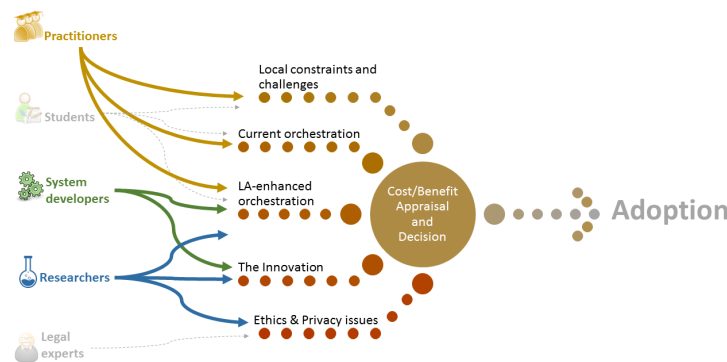 Practitioners
Students
System
developers
Researchers
Legal
experts
Local constraints and
challenges
Current orchestration
LA-enhanced
orchestration
The Innovation
Ethics & Privacy issues
Cost/Benefit
Appraisal
and
Decision
Adoption